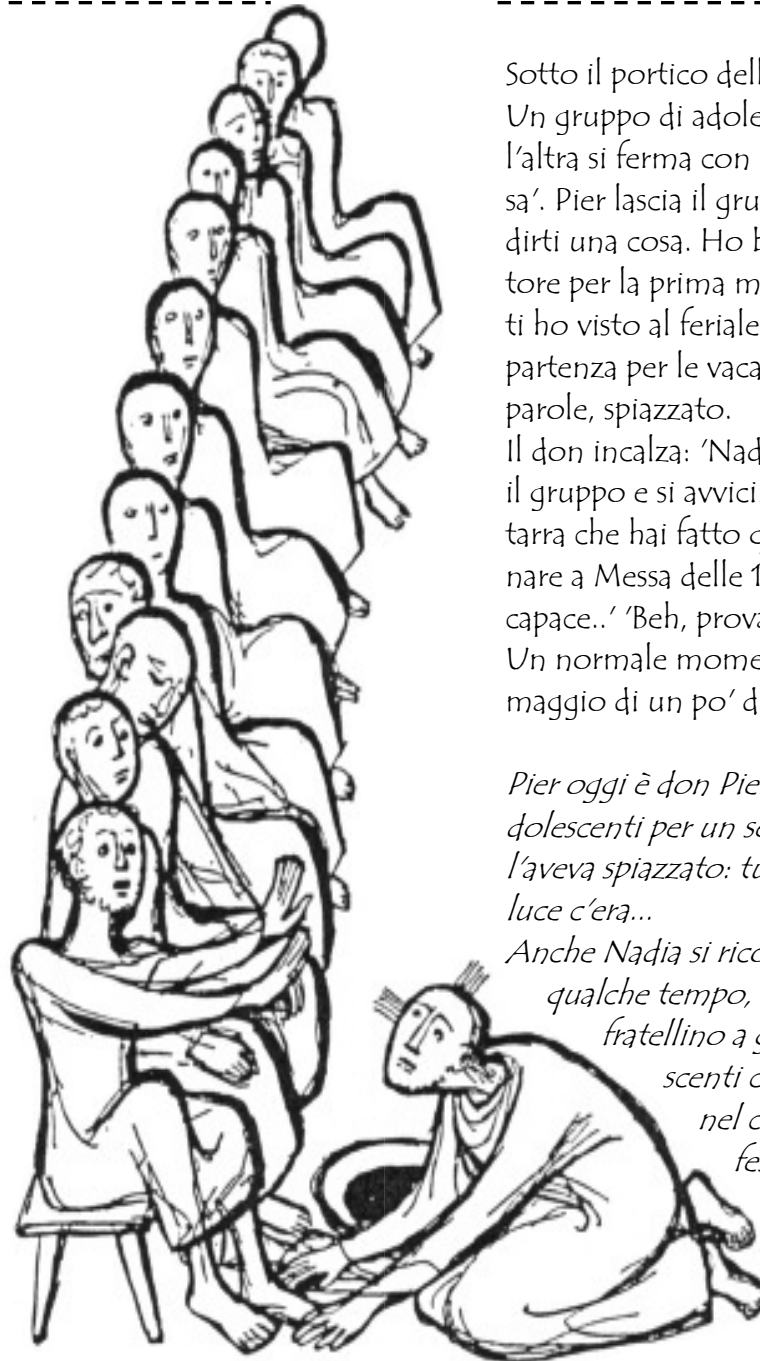 Sotto il portico dell
Un gruppo di adole
l'altra si ferma con
sa'. Pier lascia il gru
dirti una cosa. Ho b
tore per la prima m
ti ho visto al feriale
partenza per le vaca
parole, spiazzato.
Il don incalza: 'Nad
il gruppo e si avvici
tarra che hai fatto q
nare a Messa delle 1
capace..' 'Beh, prova
Un normale mome
maggio di un po' d
Pier oggi è don Pie
dolescenti per un s
l'aveva spiazzato: tu
luce c'era...
Anche Nadia si rico
qualche tempo,
fratellino a g
scenti c
nel c
fe